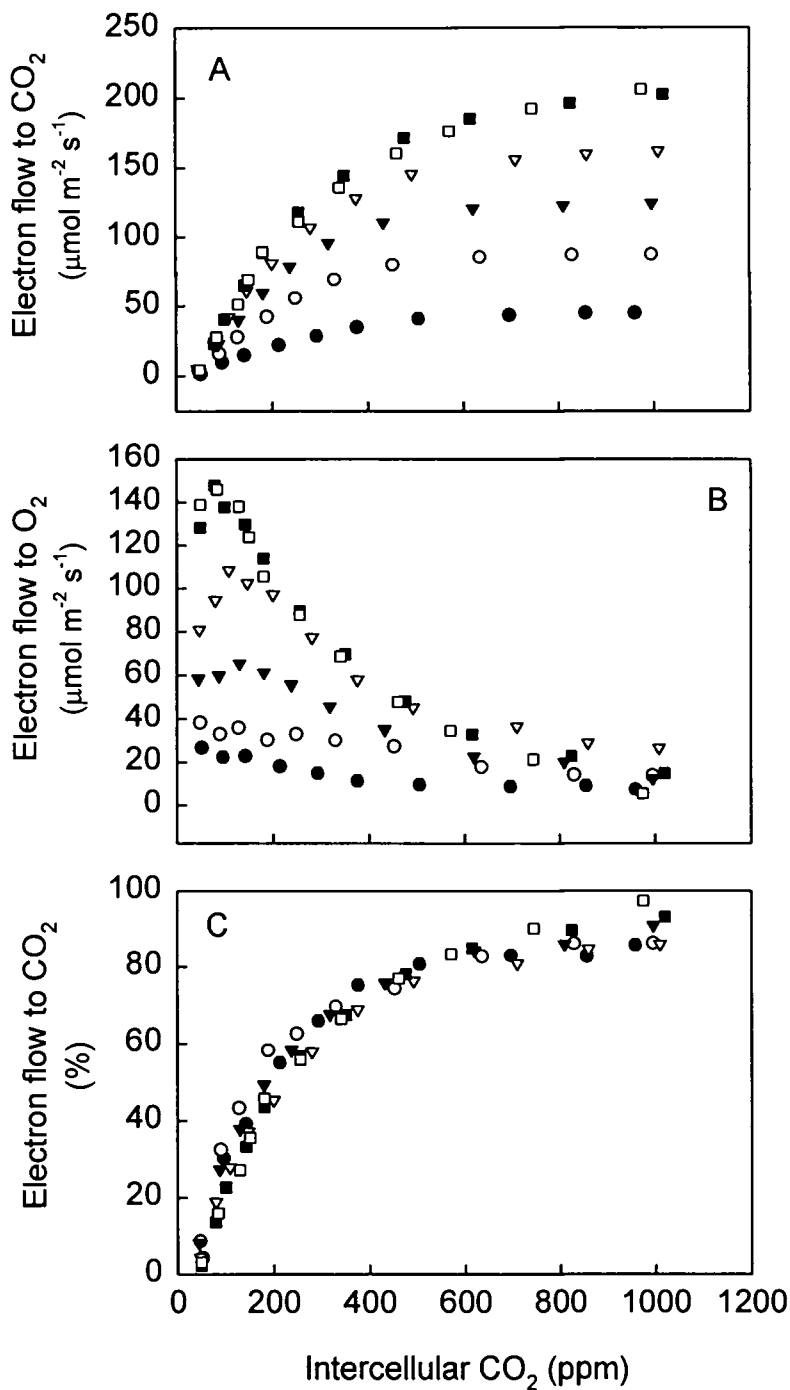 A
Electron flow to CO₂
(μmol m⁻² s⁻¹)
250
200
150
100
50
0
B
Electron flow to O₂
(μmol m⁻² s⁻¹)
160
140
120
100
80
60
40
20
0
C
Electron flow to CO₂
(%)
100
80
60
40
20
0
0 200 400 600 800 1000 1200
Intercellular CO₂ (ppm)